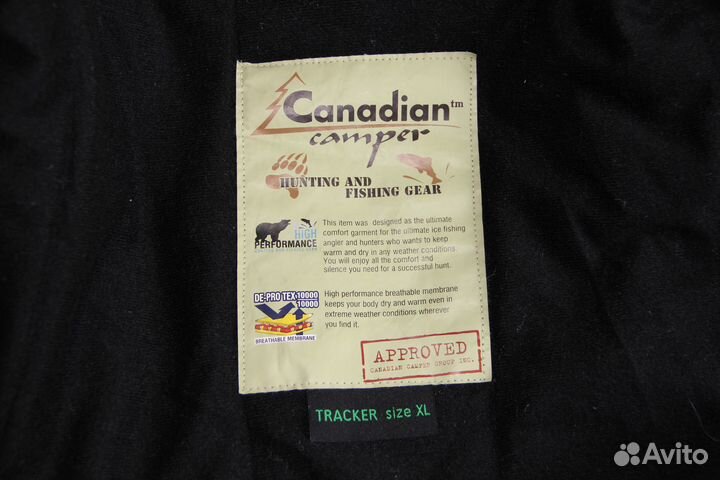 Canadian™
camper
HUNTING AND
FISHING GEAR
HIGH
PERFORMANCE
This item was designed as the ultimate
comfort garment for the ultimate ice fishing
angler and hunters who wants to keep
warm and dry in any weather conditions.
You will enjoy all the comfort and
silence you need for a successful hunt.
DE-PRO TEX 10000
10000
BREATHABLE MEMBRANE
High performance breathable membrane
keeps your body dry and warm even in
extreme weather conditions wherever
you find it.
APPROVED
CANADIAN CAMPER GROUP INC.
TRACKER size XL
Avito